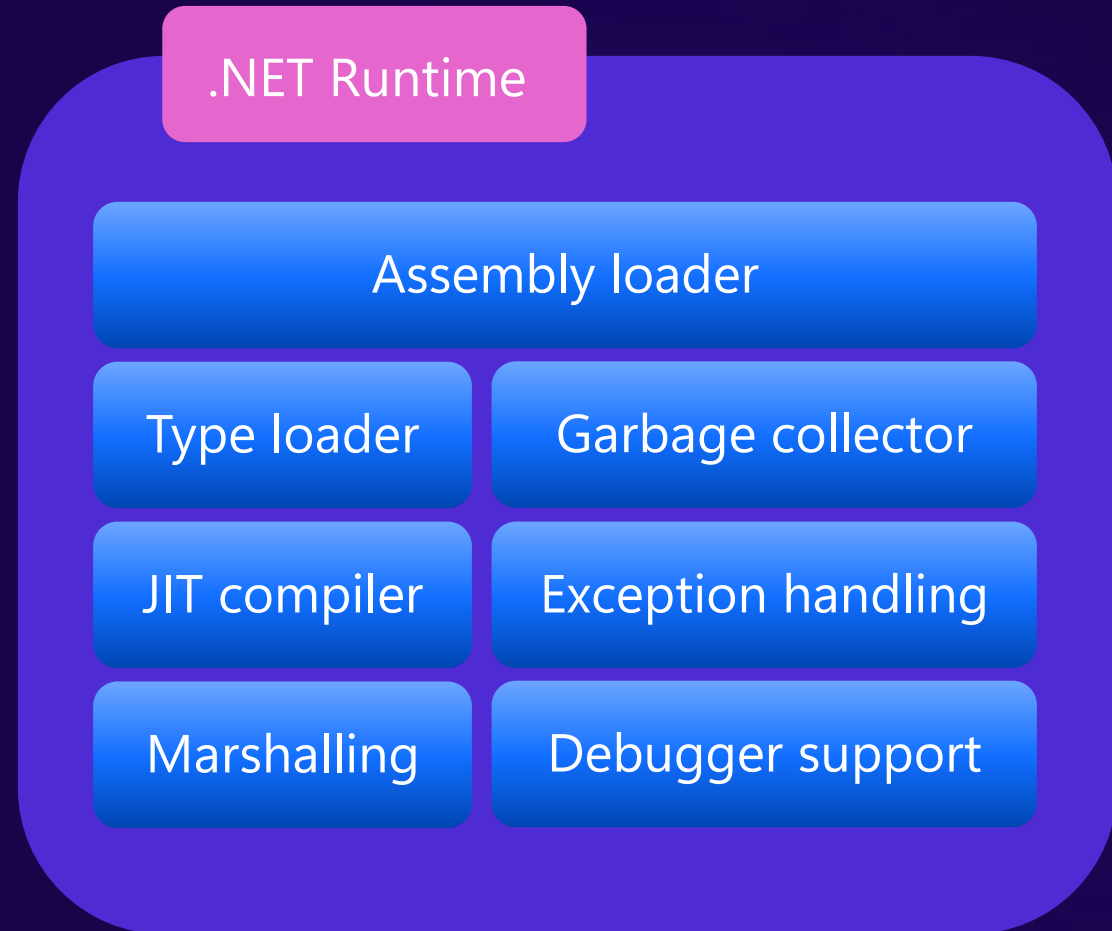 .NET Runtime
Assembly loader
Type loader
Garbage collector
JIT compiler
Exception handling
Marshalling
Debugger support